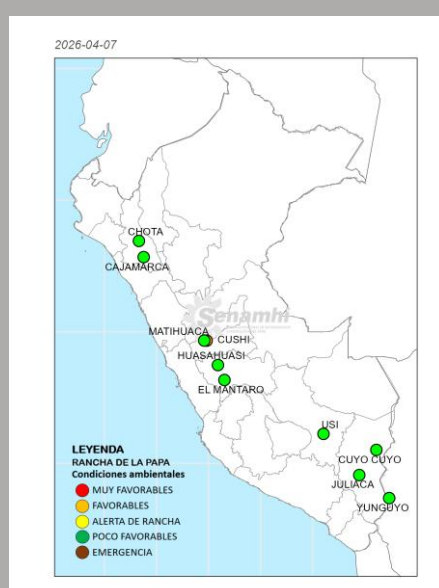 2026-04-07
CHOTA
CAJAMARCA
Senamhi
MATIHUACA
CUSHI
HUASAHUASI
EL MANTARO
USI
CUYO CUYO
JULIACA
YUNGUYO
LEYENDA
RANCHA DE LA PAPA
Condiciones ambientales
MUY FAVORABLES
FAVORABLES
ALERTA DE RANCHA
POCO FAVORABLES
EMERGENCIA